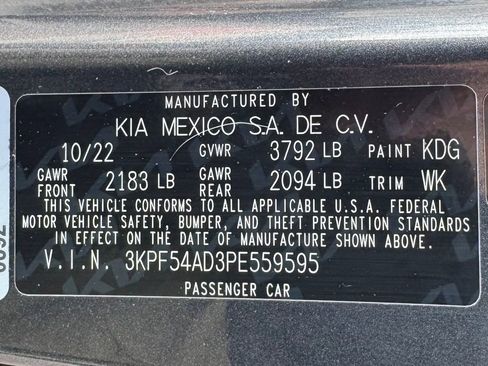 MANUFACTURED BY
KIA MEXICO S.A. DE C.V.
10/22 GVWR 3792 LB PAINT KDG
GAWR FRONT 2183 LB GAWR REAR 2094 LB TRIM WK
THIS VEHICLE CONFORMS TO ALL APPLICABLE U.S.A. FEDERAL
MOTOR VEHICLE SAFETY, BUMPER, AND THEFT PREVENTION STANDARDS
IN EFFECT ON THE DATE OF MANUFACTURE SHOWN ABOVE.
V.I.N. 3KPF54AD3PE559595
PASSENGER CAR